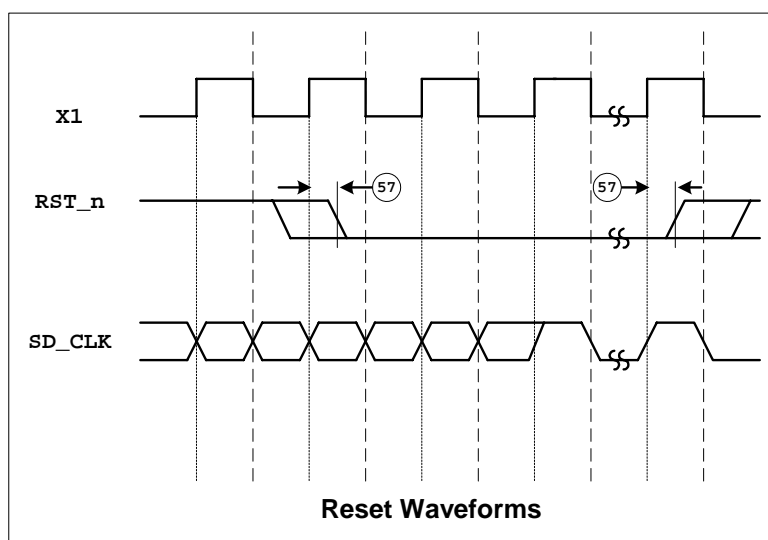 X1
57
57
RST_n
SD_CLK
Reset Waveforms